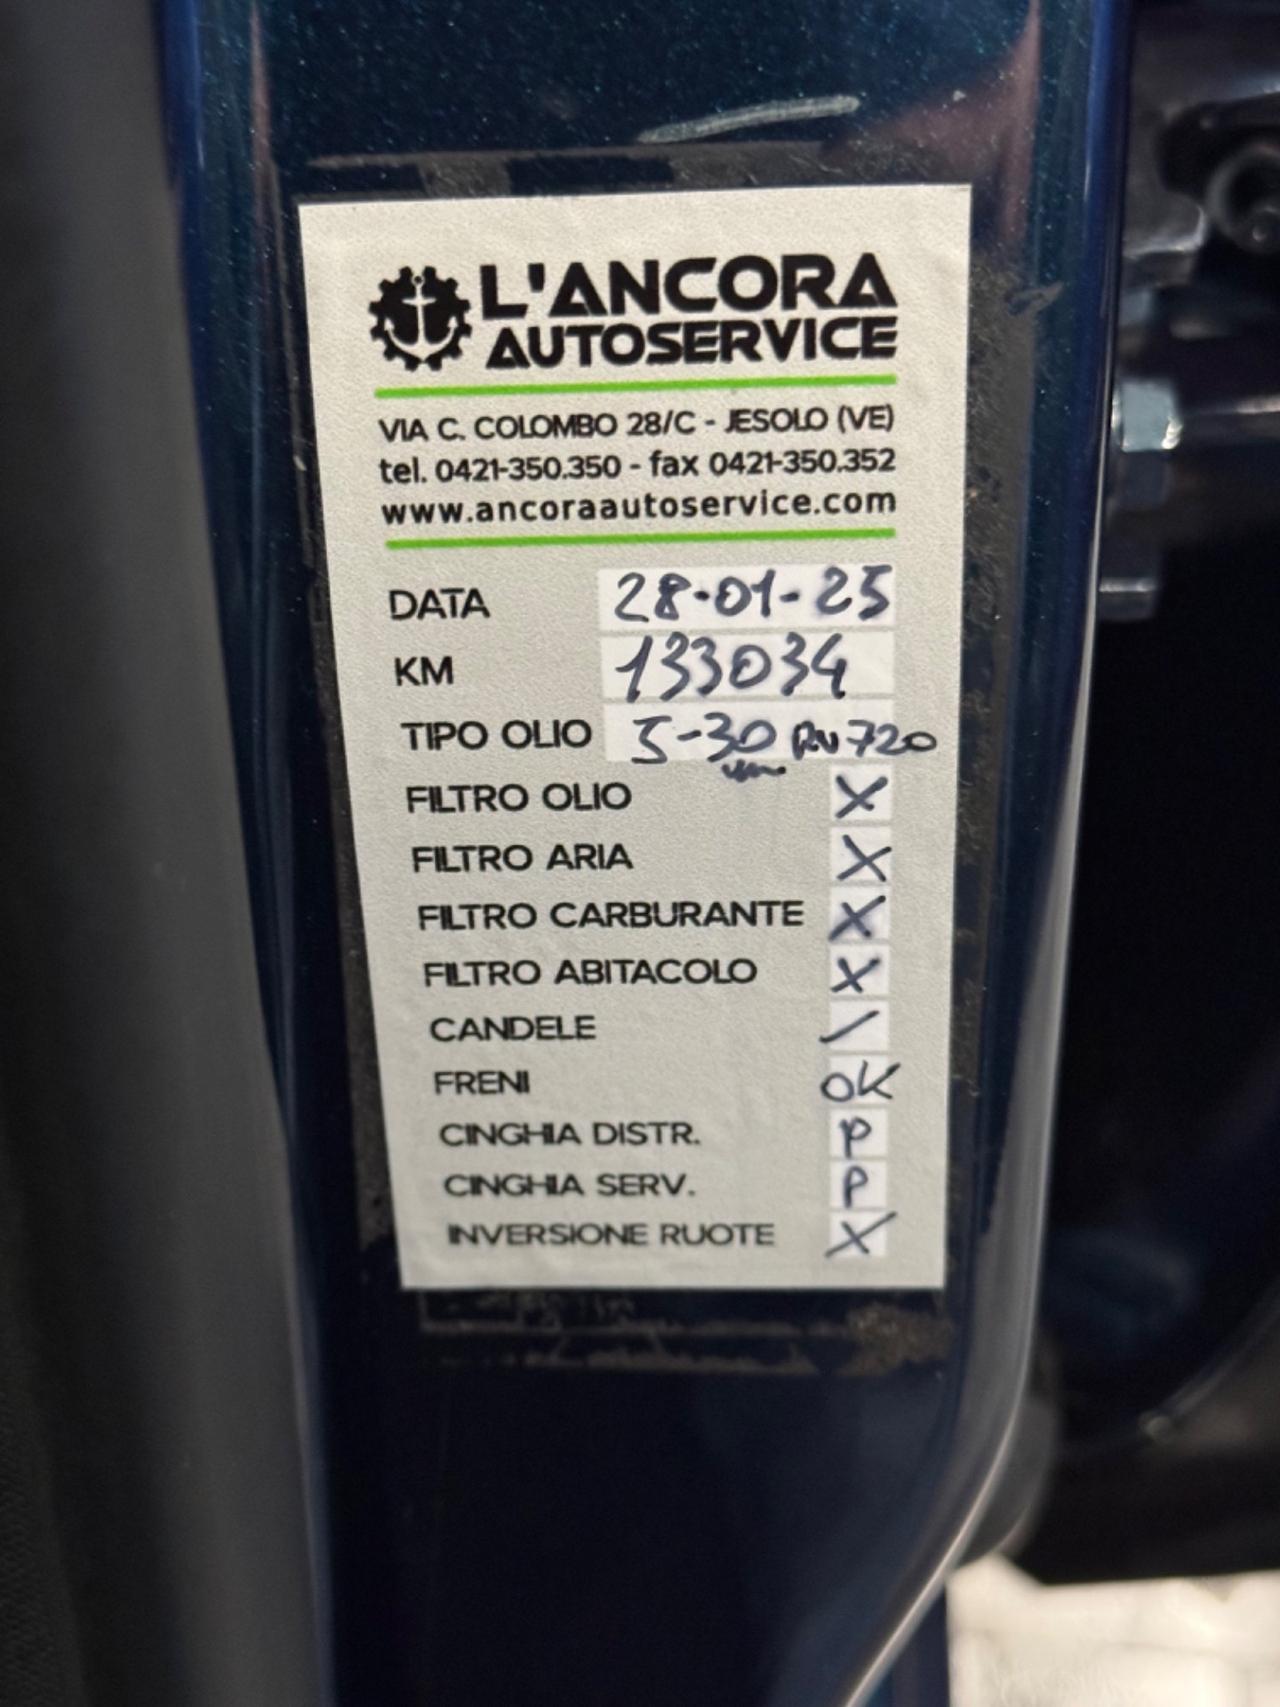 L'ANCORA
AUTOSERVICE
VIA C. COLOMBO 28/C - JESOLO (VE)
tel. 0421-350.350 - fax 0421-350.352
www.ancoraautoservice.com
DATA 28-01-25
KM 133034
TIPO OLIO 5-30 RN720
FILTRO OLIO X
FILTRO ARIA X
FILTRO CARBURANTE X
FILTRO ABITACOLO X
CANDELE /
FRENI OK
CINGHIA DISTR. P
CINGHIA SERV. P
INVERSIONE RUOTE X